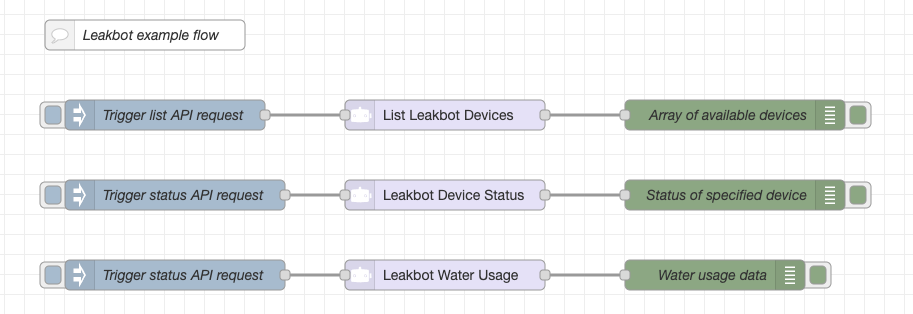 Leakbot example flow
Trigger list API request
List Leakbot Devices
Array of available devices
Trigger status API request
Leakbot Device Status
Status of specified device
Trigger status API request
Leakbot Water Usage
Water usage data